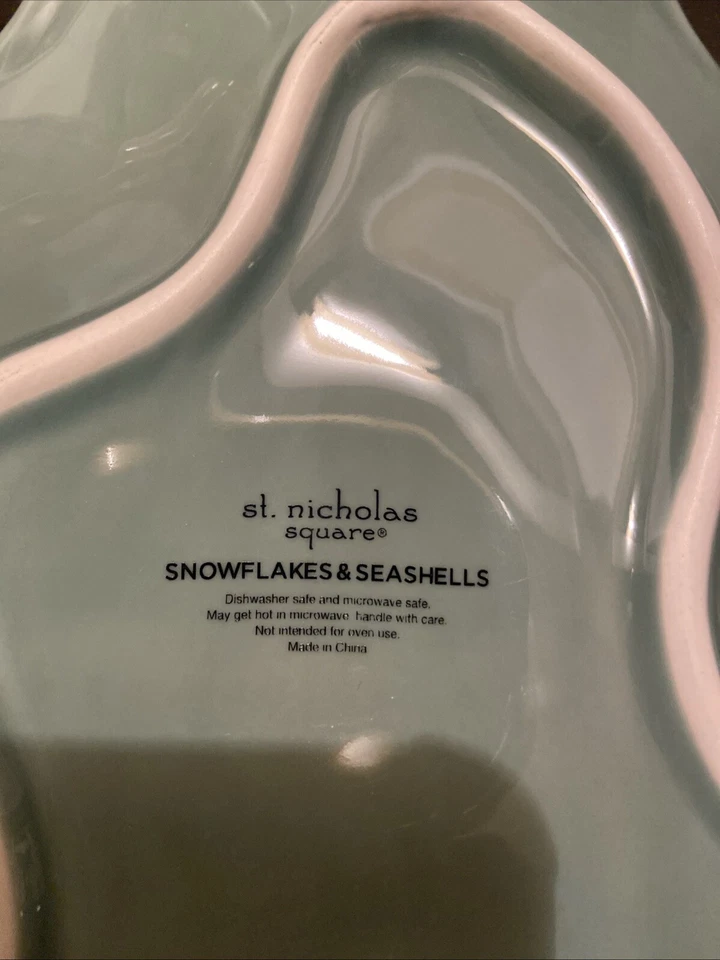 st. nicholas
square®
SNOWFLAKES & SEASHELLS
Dishwasher safe and microwave safe.
May get hot in microwave handle with care.
Not intended for oven use.
Made in China